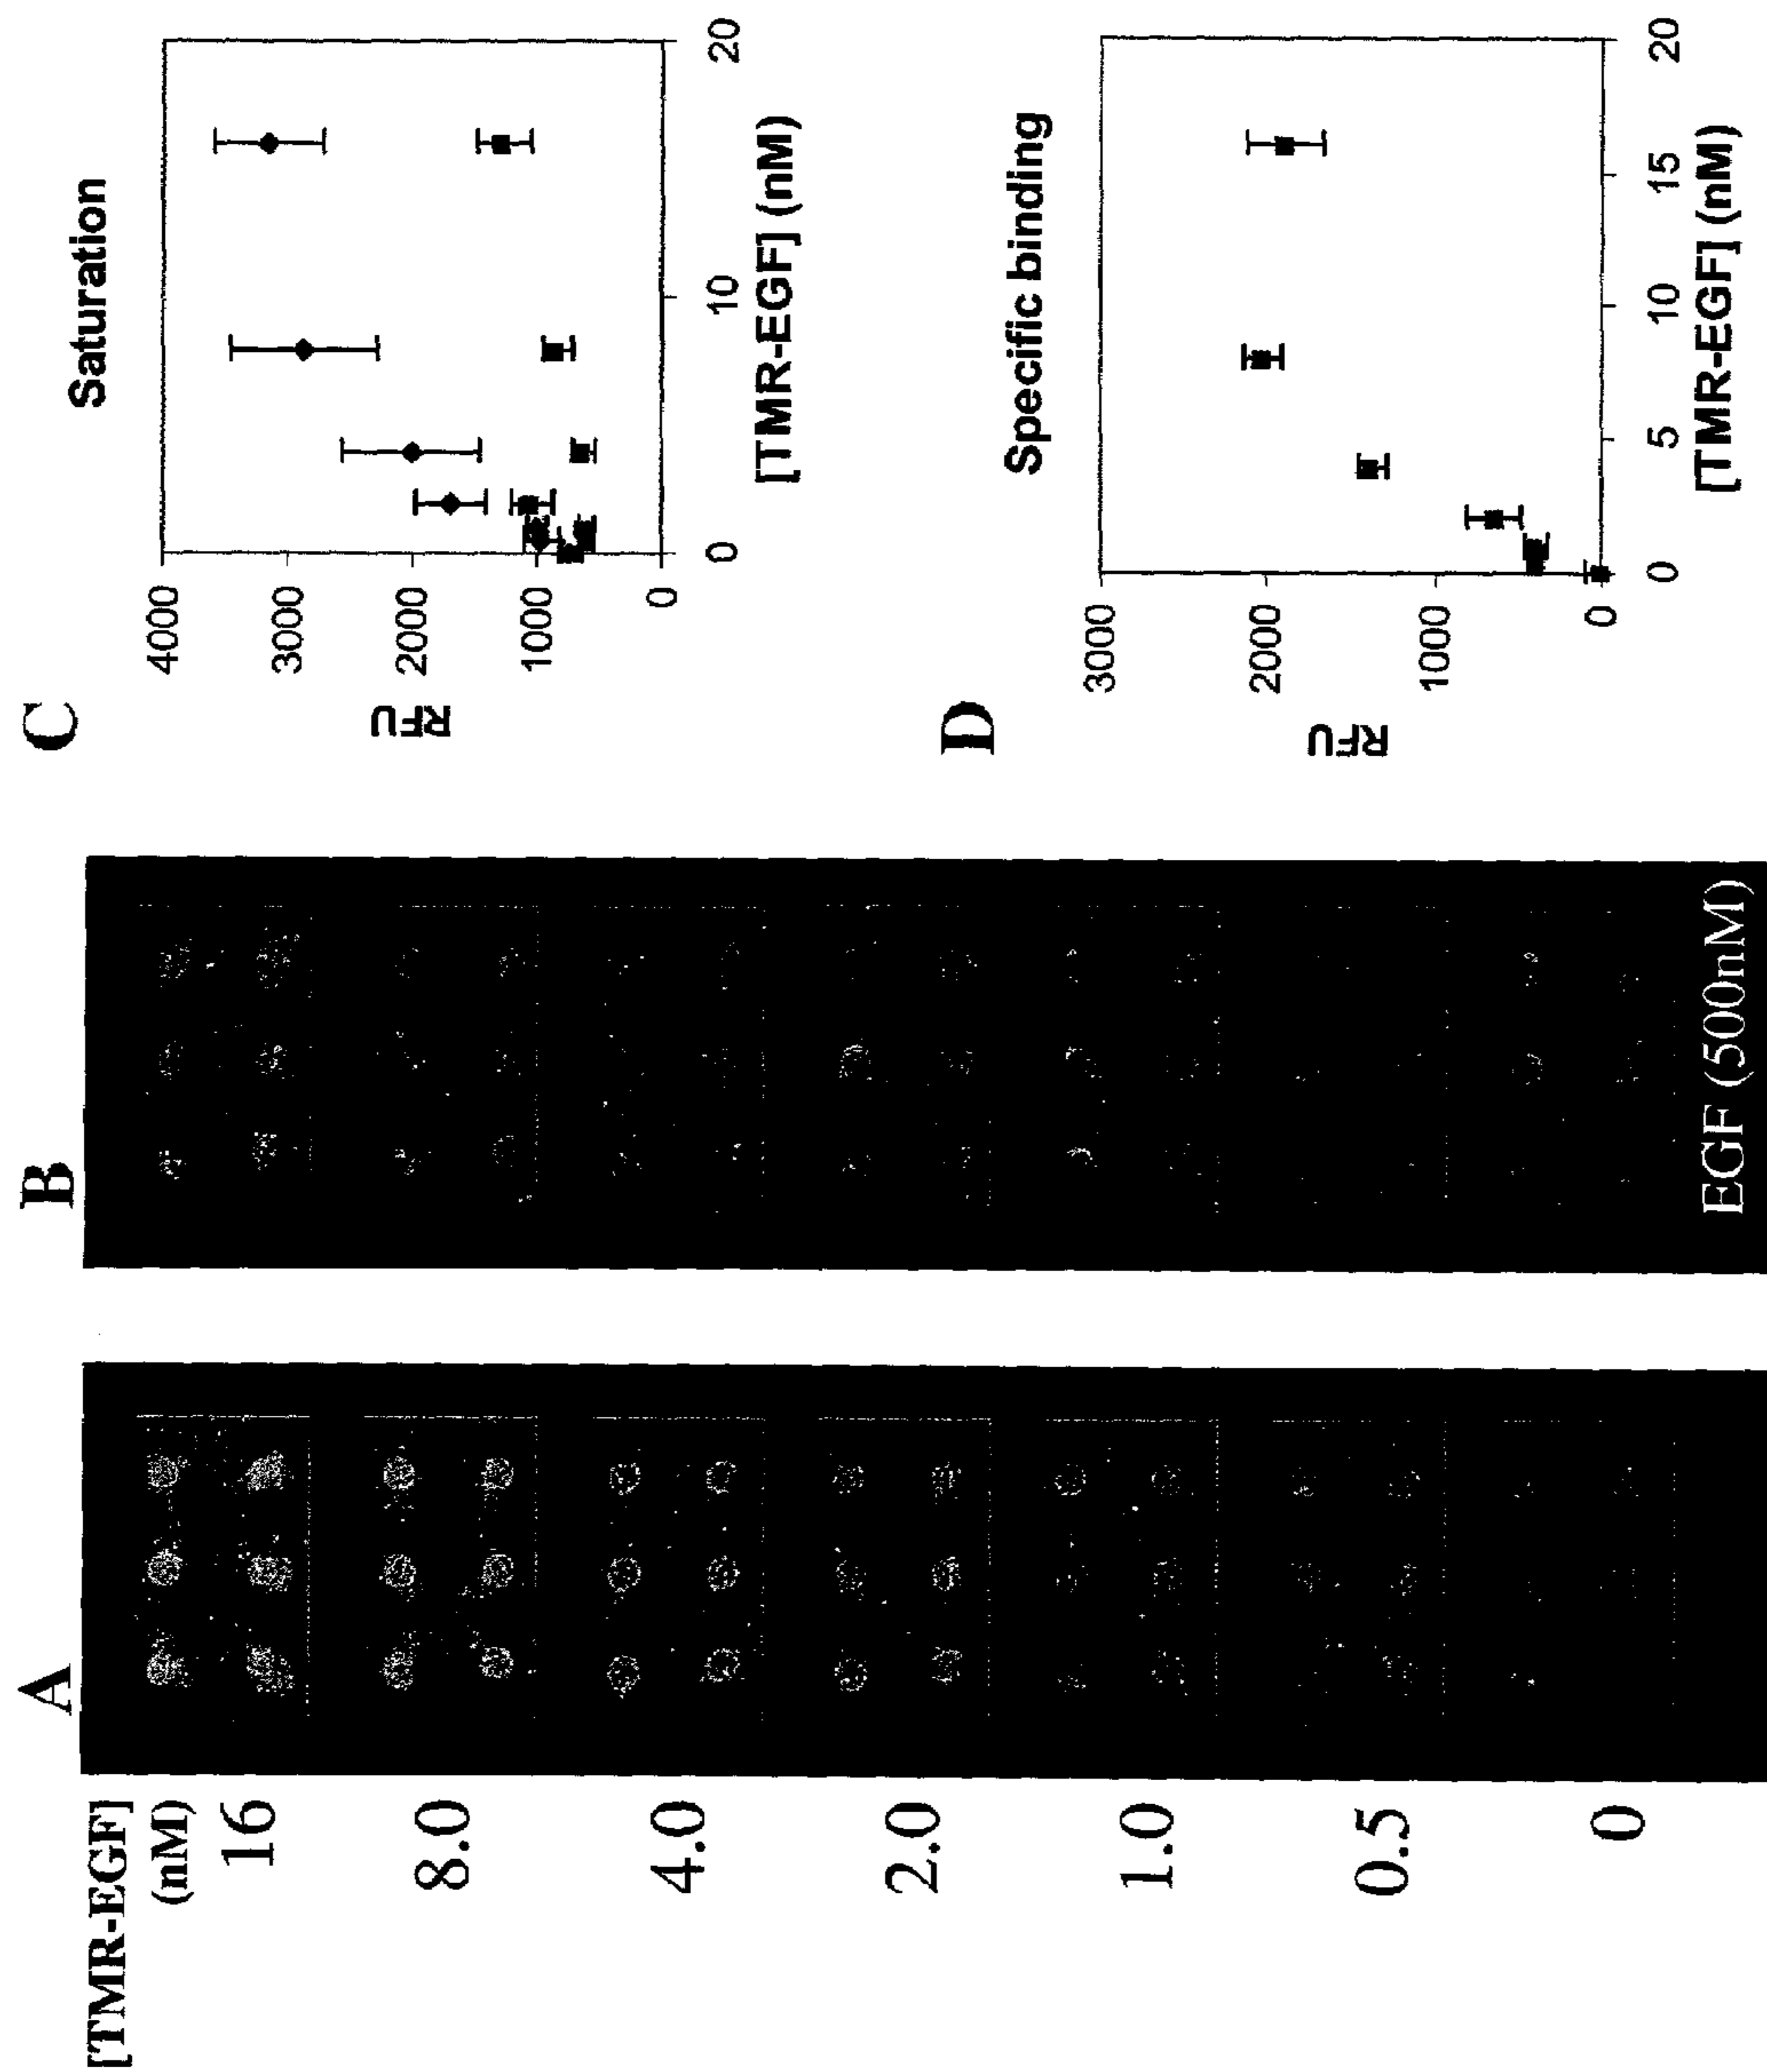 A
B
[TMR-EGF]
(nM)
16
8.0
4.0
2.0
1.0
0.5
0
EGF (500nM)
C
Saturation
RFU
4000
3000
2000
1000
0
0
10
20
[TMR-EGF] (nM)
D
Specific binding
RFU
3000
2000
1000
0
0
5
10
15
20
[TMR-EGF] (nM)